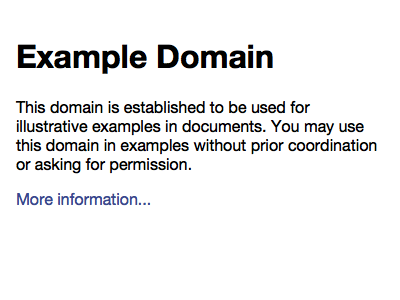 Example Domain
This domain is established to be used for
illustrative examples in documents. You may use
this domain in examples without prior coordination
or asking for permission.
More information...